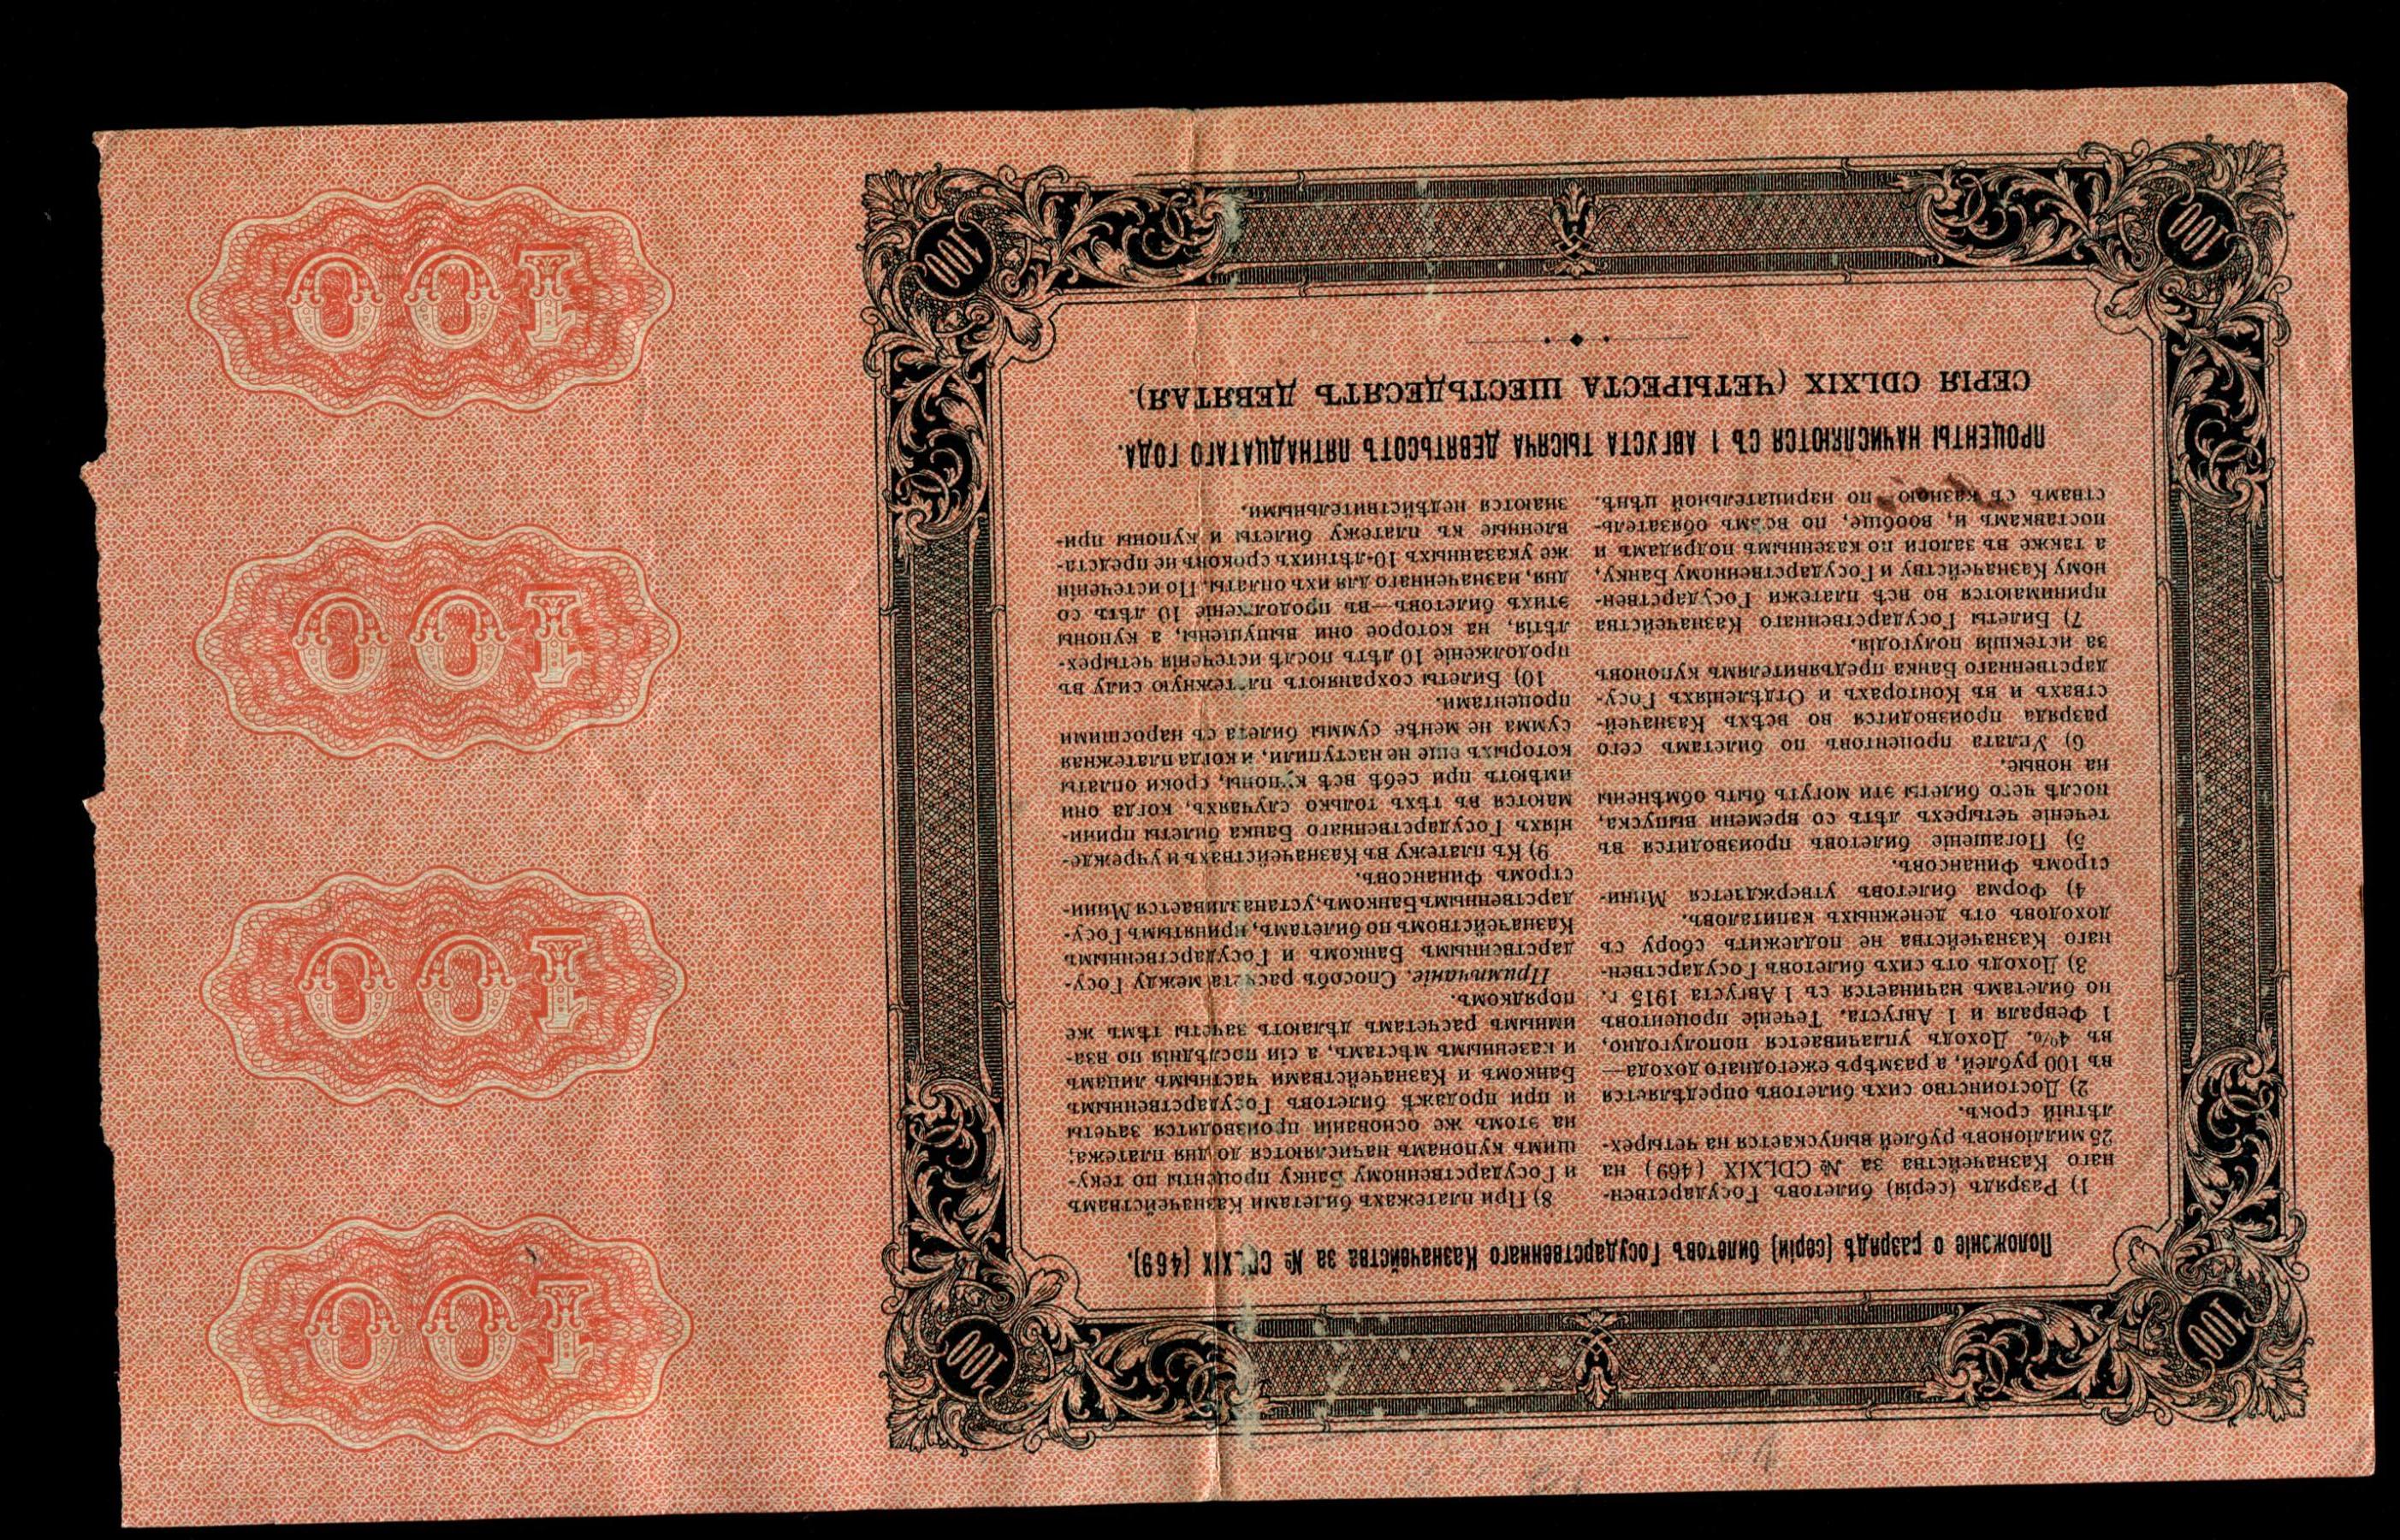 100
100
Положеніе о разрядѣ (серіи) билетовъ Государственнаго Казначейства за № CDLXIX (469).
1) Разрядъ (серія) билетовъ Государствен-
наго Казначейства за № CDLXIX (469) на
25 милліоновъ рублей выпускается на четырех-
лѣтній срокъ.
2) Достоинство сихъ билетовъ опредѣляется
въ 100 рублей, а размѣръ ежегоднаго дохода—
въ 4%. Доходъ уплачивается пополугодно,
1 Февраля и 1 Августа. Теченіе процентовъ
по билетамъ начинается съ 1 Августа 1915 г.
3) Доходъ отъ сихъ билетовъ Государствен-
наго Казначейства не подлежитъ сбору съ
доходовъ отъ денежныхъ капиталовъ.
4) Форма билетовъ утверждается Мини-
стромъ Финансовъ.
5) Погашеніе билетовъ производится въ
теченіе четырехъ лѣтъ со времени выпуска,
послѣ чего билеты эти могутъ быть обмѣнены
на новые.
6) Уплата процентовъ по билетамъ сего
разряда производится во всѣхъ Казначей-
ствахъ и въ Конторахъ и Отдѣленіяхъ Госу-
дарственнаго Банка предъявителямъ купоновъ
за истекшія полугодія.
7) Билеты Государственнаго Казначейства
принимаются во всѣ платежи Государствен-
ному Казначейству и Государственному Банку,
а также въ залоги по казеннымъ подрядамъ и
поставкамъ и, вообще, по всѣмъ обязатель-
ствамъ съ казною по нарицательной цѣнѣ.
8) При платежахъ билетами Казначействамъ
и Государственному Банку проценты по теку-
щимъ купонамъ начисляются до дня платежа;
на этомъ же основаніи производятся зачеты
и при продажѣ билетовъ Государственнымъ
Банкомъ и Казначействами частнымъ лицамъ
и казеннымъ мѣстамъ, а сіи послѣднія по вза-
имнымъ расчетамъ дѣлаютъ зачеты тѣмъ же
порядкомъ.
Примѣчаніе. Способъ расчета между Госу-
дарственнымъ Банкомъ и Государственнымъ
Казначействомъ по билетамъ, принятымъ Госу-
дарственнымъ Банкомъ, устанавливается Мини-
стромъ Финансовъ.
9) Къ платежу въ Казначействахъ и учрежде-
ніяхъ Государственнаго Банка билеты прини-
маются въ тѣхъ только случаяхъ, когда они
имѣютъ при себѣ всѣ купоны, сроки оплаты
которыхъ еще не наступили, и когда платежная
сумма не менѣе суммы билета съ наросшими
процентами.
10) Билеты сохраняютъ платежную силу въ
продолженіе 10 лѣтъ послѣ истеченія четырех-
лѣтія, на которое они выпущены, а купоны
этихъ билетовъ—въ продолженіе 10 лѣтъ со
дня, назначеннаго для ихъ оплаты. По истеченіи
же указанныхъ 10-лѣтнихъ сроковъ не предста-
вленные къ платежу билеты и купоны при-
знаются недѣйствительными.
ПРОЦЕНТЫ НАЧИСЛЯЮТСЯ СЪ 1 АВГУСТА ТЫСЯЧА ДЕВЯТЬСОТЪ ПЯТНАДЦАТАГО ГОДА.
СЕРІЯ CDLXIX (ЧЕТЫРЕСТА ШЕСТЬДЕСЯТЪ ДЕВЯТАЯ).
100
100
100
100
100
100